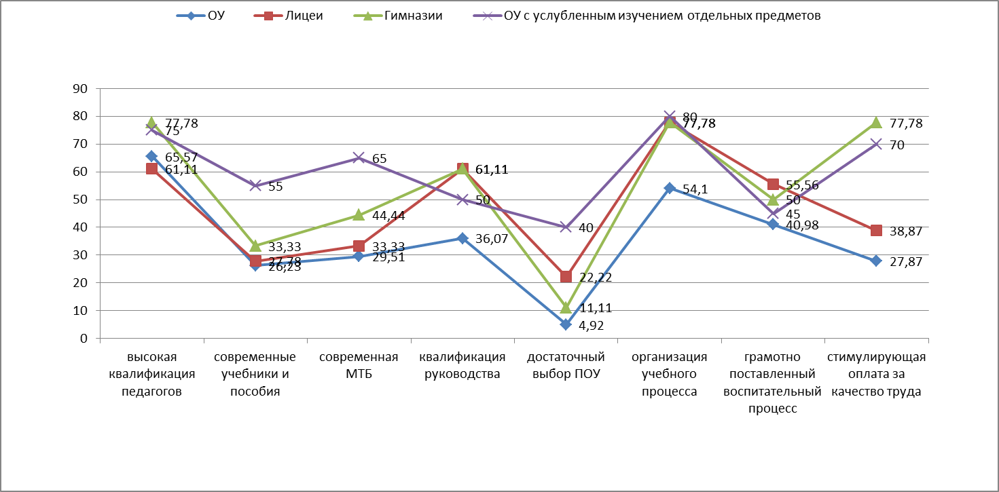 ОУ Лицеи Гимназии ОУ с услубленным изучением отдельных предметов
90
80
70
60
50
40
30
20
10
0
77,78
75
65,57
61,11
55
33,33
27,78
26,23
65
44,44
33,33
29,51
61,11
50
36,07
40
22,22
11,11
4,92
80
77,78
54,1
55,56
50
45
40,98
77,78
70
38,87
27,87
высокая
квалификация
педагогов
современные
учебники и
пособия
современная
МТБ
квалификация
руководства
достаточный
выбор ПОУ
организация
учебного
процесса
грамотно
поставленный
воспитательный
процесс
стимулирующая
оплата за
качество труда